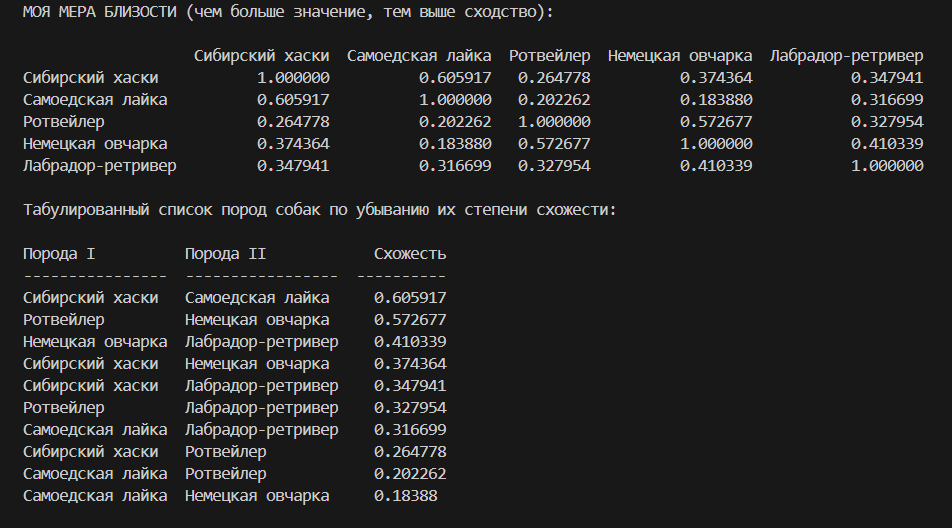 МОЯ МЕРА БЛИЗОСТИ (чем больше значение, тем выше сходство):
Сибирский хаски Самоедская лайка Ротвейлер Немецкая овчарка Лабрадор-ретривер
Сибирский хаски 1.000000 0.605917 0.264778 0.374364 0.347941
Самоедская лайка 0.605917 1.000000 0.202262 0.183880 0.316699
Ротвейлер 0.264778 0.202262 1.000000 0.572677 0.327954
Немецкая овчарка 0.374364 0.183880 0.572677 1.000000 0.410339
Лабрадор-ретривер 0.347941 0.316699 0.327954 0.410339 1.000000
Табулированный список пород собак по убыванию их степени схожести:
Порода I Порода II Схожесть
---------------- ----------------- ----------
Сибирский хаски Самоедская лайка 0.605917
Ротвейлер Немецкая овчарка 0.572677
Немецкая овчарка Лабрадор-ретривер 0.410339
Сибирский хаски Немецкая овчарка 0.374364
Сибирский хаски Лабрадор-ретривер 0.347941
Ротвейлер Лабрадор-ретривер 0.327954
Самоедская лайка Лабрадор-ретривер 0.316699
Сибирский хаски Ротвейлер 0.264778
Самоедская лайка Ротвейлер 0.202262
Самоедская лайка Немецкая овчарка 0.18388